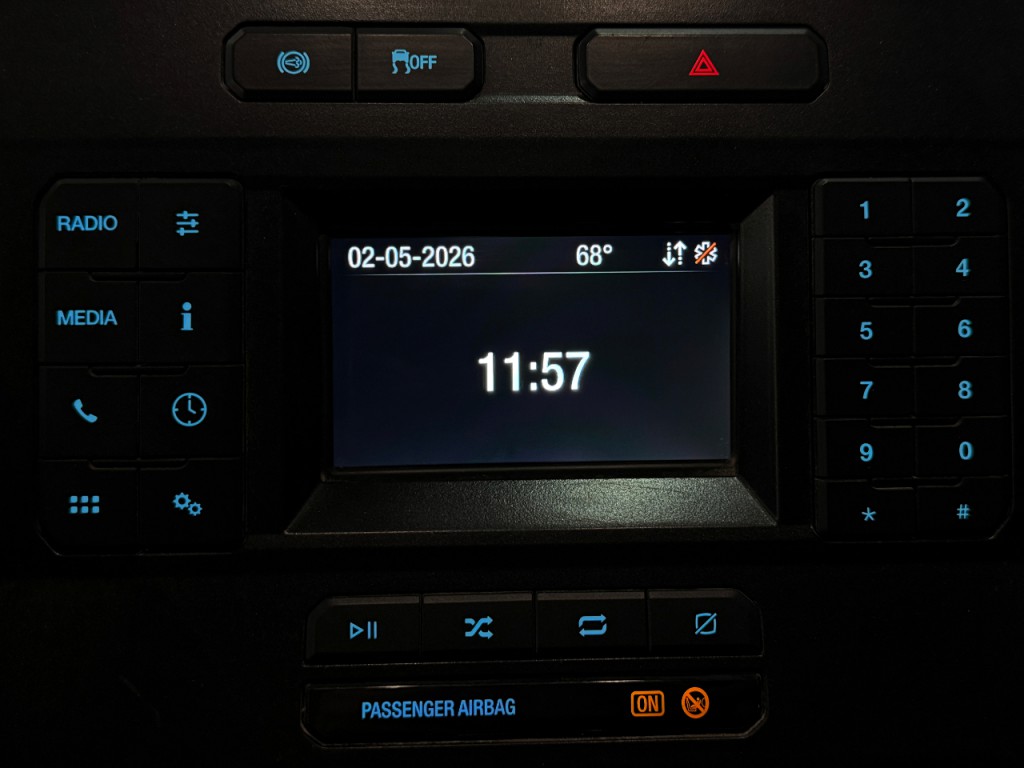 OFF
RADIO
1 2
02-05-2026 68°
3 4
MEDIA i
5 6
11:57
7 8
9 0
* #
PASSENGER AIRBAG ON